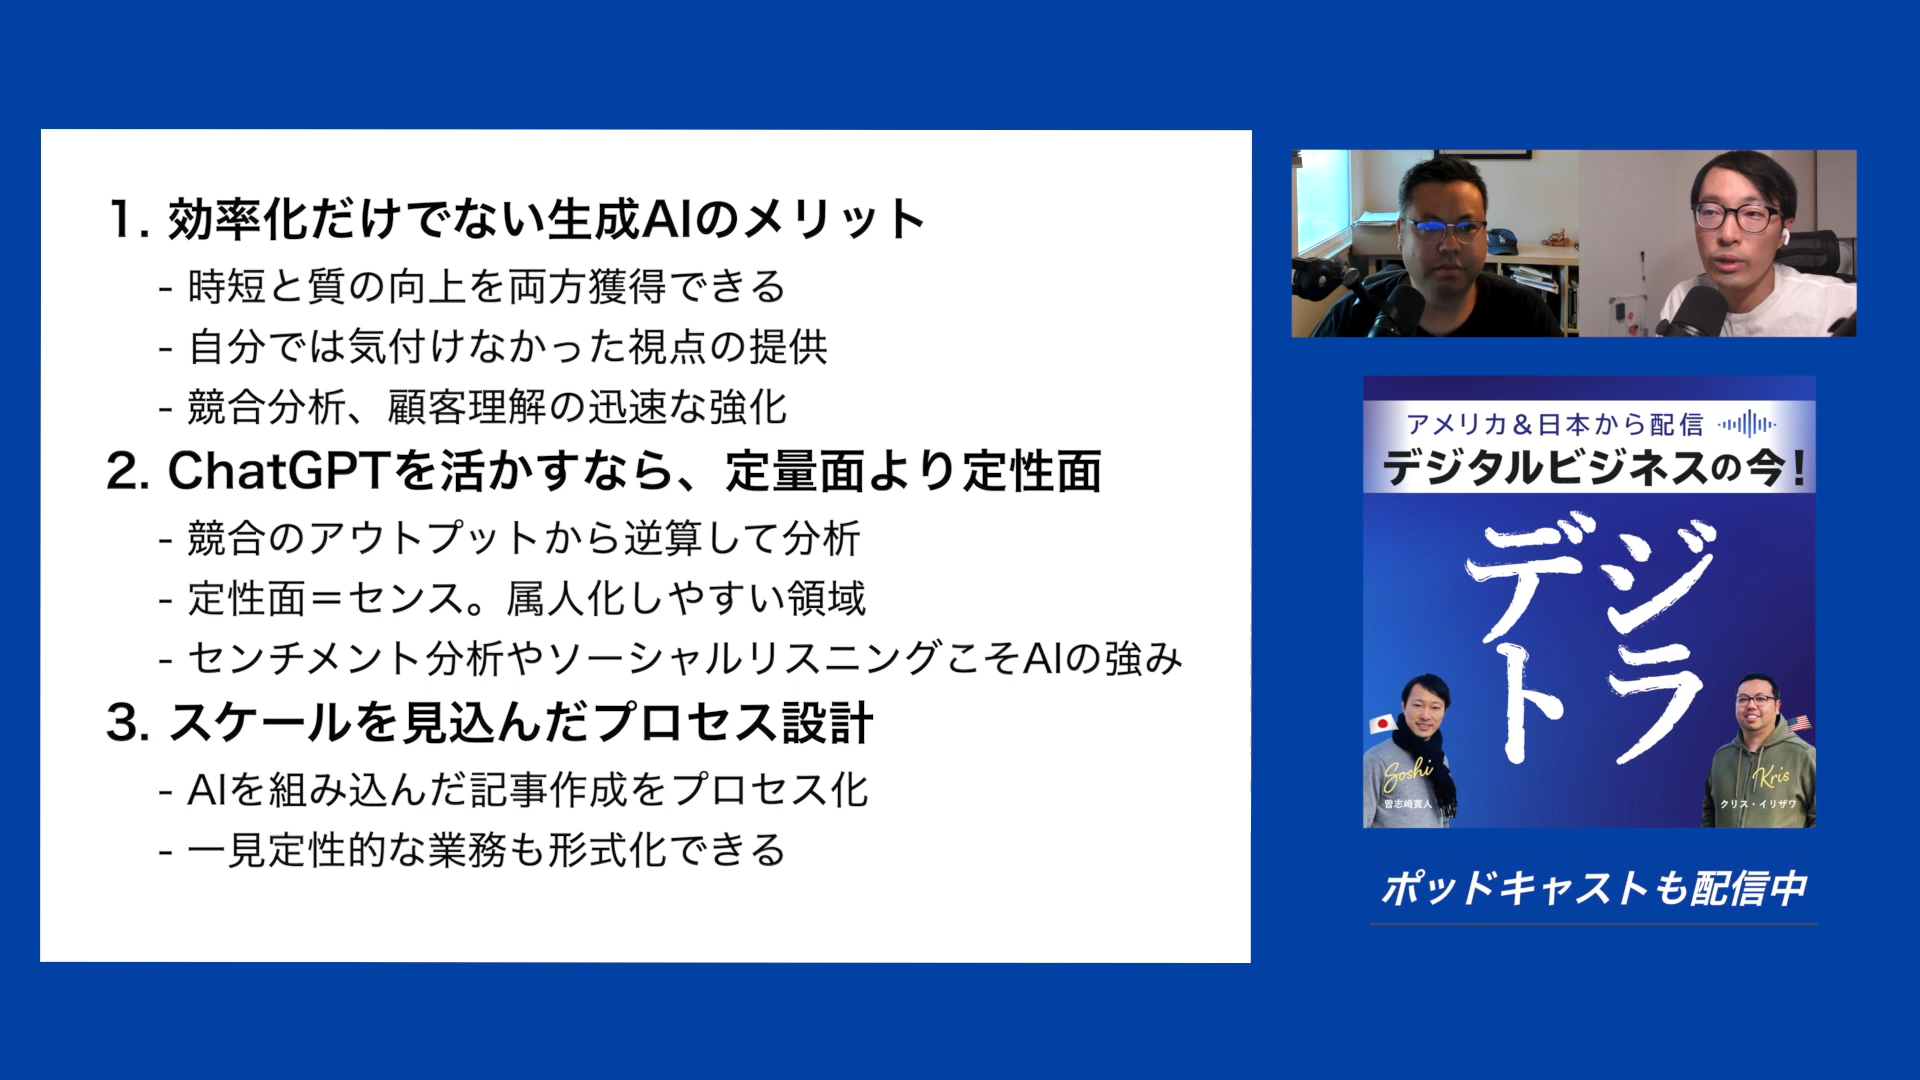 1. 効率化だけでない生成AIのメリット
- 時短と質の向上を両方獲得できる
- 自分では気付けなかった視点の提供
- 競合分析、顧客理解の迅速な強化
2. ChatGPTを活かすなら、定量面より定性面
- 競合のアウトプットから逆算して分析
- 定性面＝センス。属人化しやすい領域
- センチメント分析やソーシャルリスニングこそAIの強み
3. スケールを見込んだプロセス設計
- AIを組み込んだ記事作成をプロセス化
- 一見定性的な業務も形式化できる
アメリカ&日本から配信
デジタルビジネスの今!
デジ
トラ
Soshi
曽志崎寛人
Kris
クリス・イリザワ
ポッドキャストも配信中